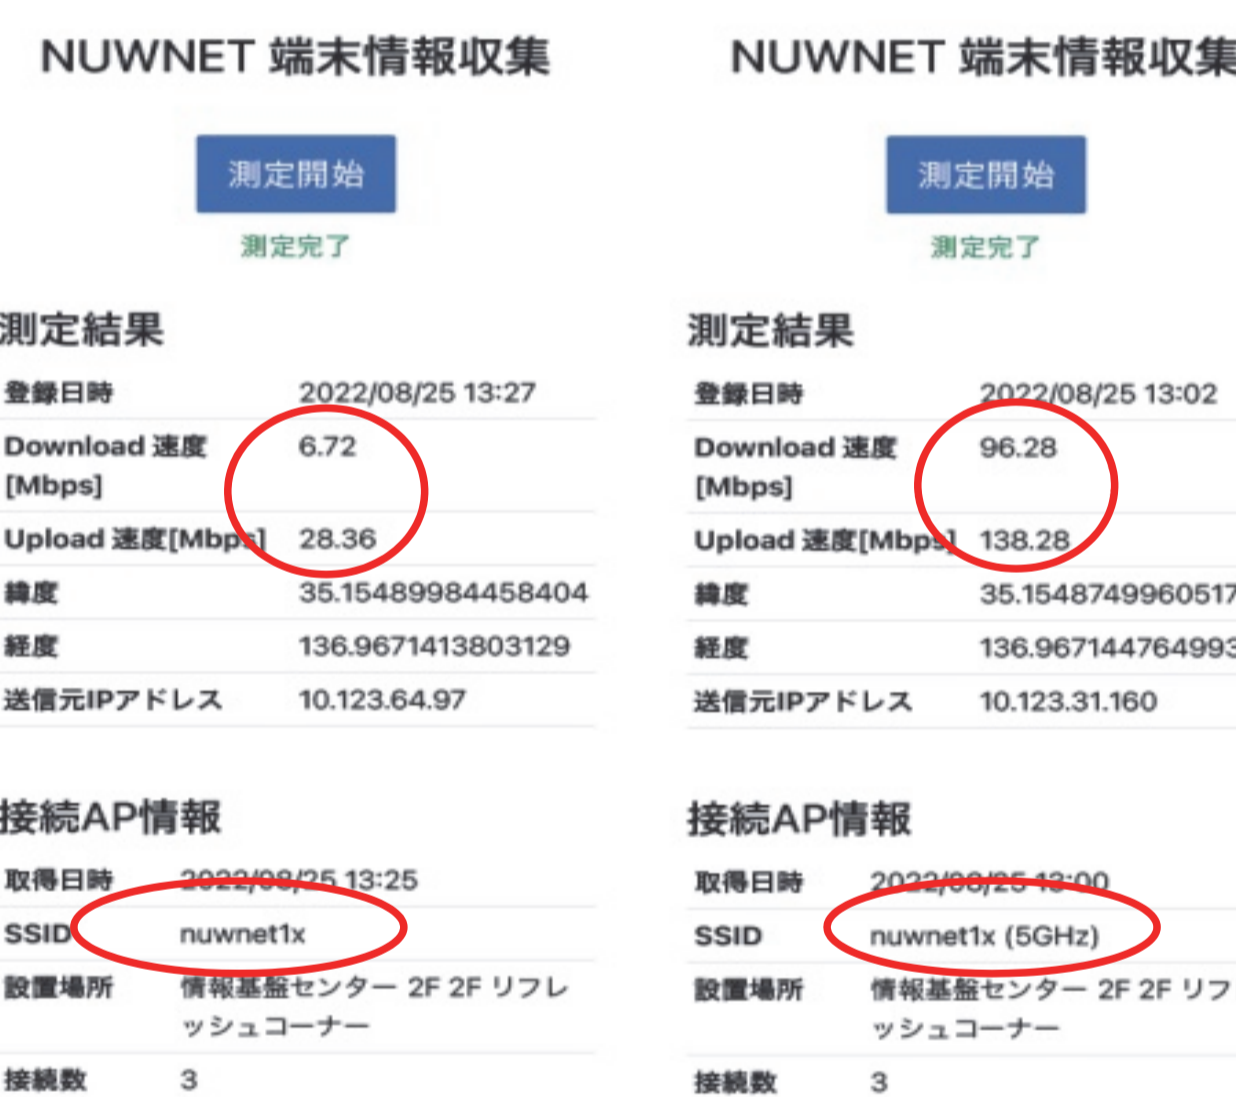 NUWNET 端末情報収集
測定開始
測定完了
測定結果
登録日時 2022/08/25 13:27
Download 速度 6.72
[Mbps]
Upload 速度[Mbps] 28.36
緯度 35.15489984458404
経度 136.9671413803129
送信元IPアドレス 10.123.64.97
接続AP情報
取得日時 2022/08/25 13:25
SSID nuwnet1x
設置場所 情報基盤センター 2F 2F リフレ
ッシュコーナー
接続数 3
NUWNET 端末情報収集
測定開始
測定完了
測定結果
登録日時 2022/08/25 13:02
Download 速度 96.28
[Mbps]
Upload 速度[Mbps] 138.28
緯度 35.1548749960517
経度 136.967144764993
送信元IPアドレス 10.123.31.160
接続AP情報
取得日時 2022/08/25 13:00
SSID nuwnet1x (5GHz)
設置場所 情報基盤センター 2F 2F リフ
ッシュコーナー
接続数 3